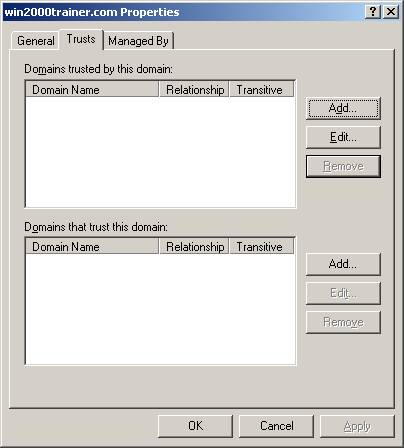 win2000trainer.com Properties
General Trusts Managed By
Domains trusted by this domain:
Domain Name Relationship Transitive
Add...
Edit...
Remove
Domains that trust this domain:
Domain Name Relationship Transitive
Add...
Edit...
Remove
OK Cancel Apply